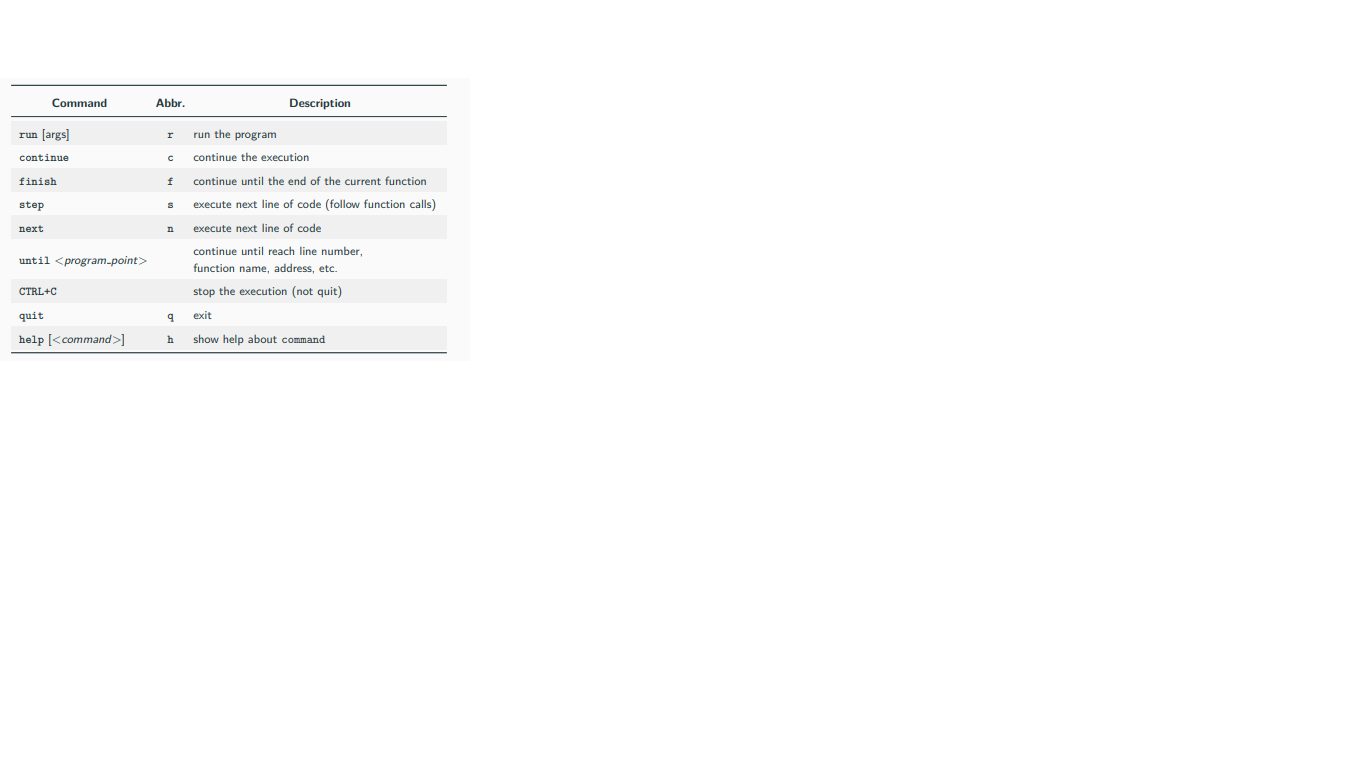 Command Abbr. Description
run [args] r run the program
continue c continue the execution
finish f continue until the end of the current function
step s execute next line of code (follow function calls)
next n execute next line of code
until <program_point> continue until reach line number,
function name, address, etc.
CTRL+C stop the execution (not quit)
quit q exit
help [<command>] h show help about command